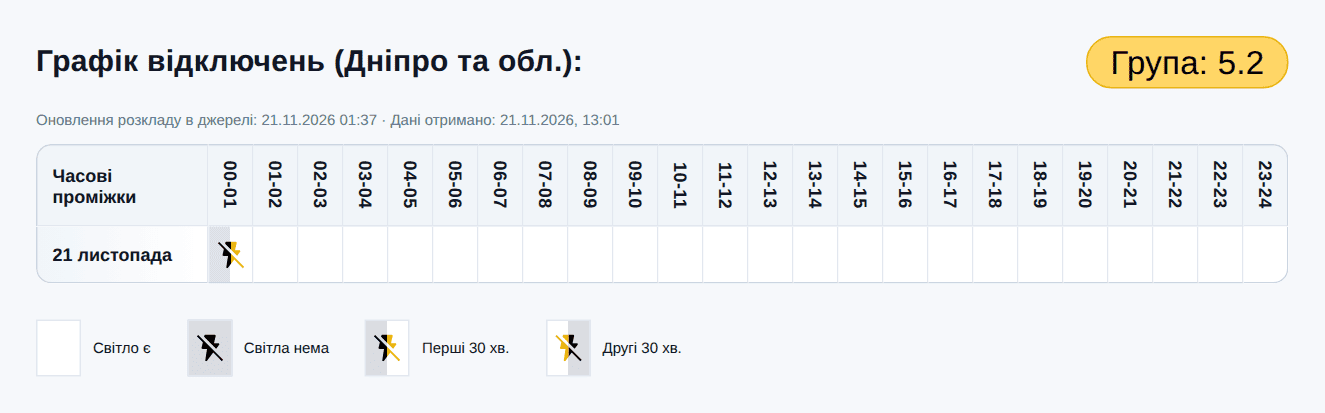 Графік відключень (Дніпро та обл.):
Група: 5.2
Оновлення розкладу в джерелі: 21.11.2026 01:37 · Дані отримано: 21.11.2026, 13:01
Часові
проміжки
00-01
01-02
02-03
03-04
04-05
05-06
06-07
07-08
08-09
09-10
10-11
11-12
12-13
13-14
14-15
15-16
16-17
17-18
18-19
19-20
20-21
21-22
22-23
23-24
21 листопада
Світло є
Світла нема
Перші 30 хв.
Другі 30 хв.